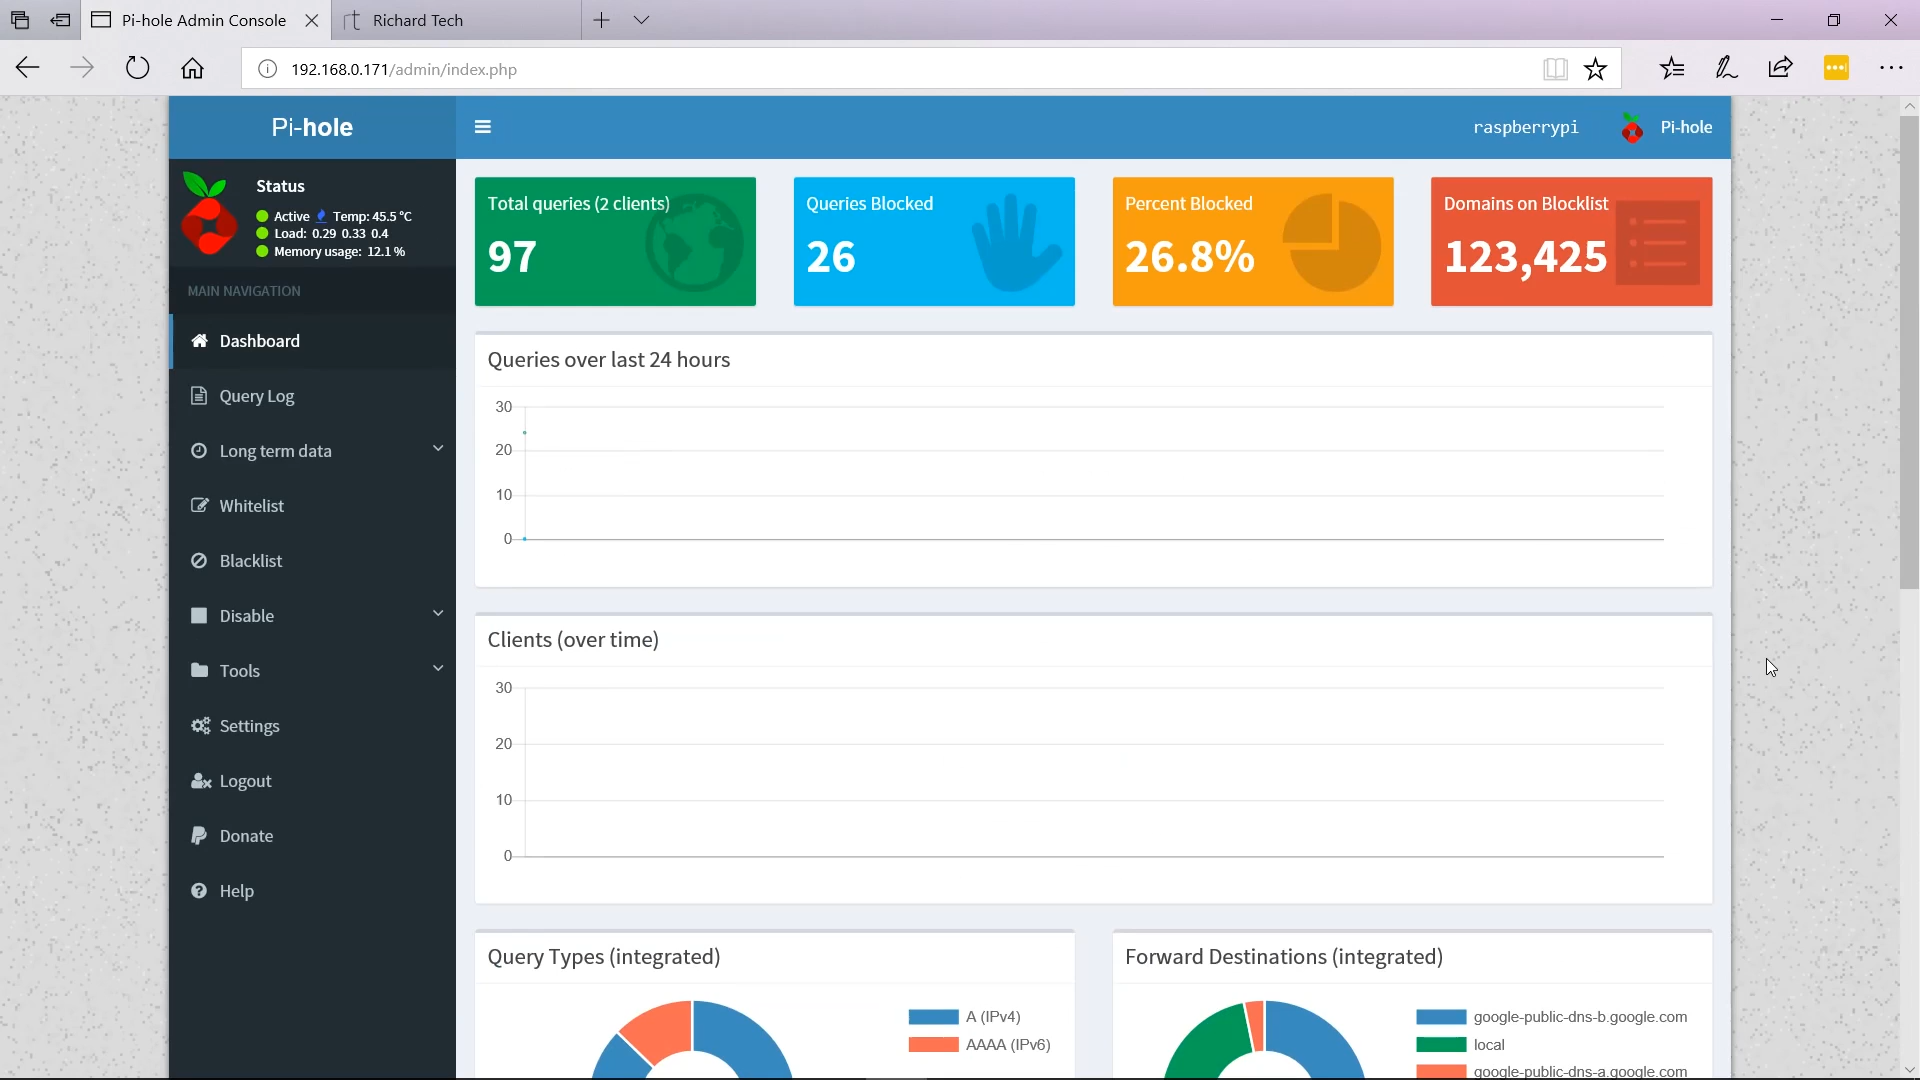 Pi-hole Admin Console
Richard Tech
192.168.0.171/admin/index.php
Pi-hole
raspberrypi
Pi-hole
Status
Active Temp: 45.5 °C
Load: 0.29 0.33 0.4
Memory usage: 12.1 %
MAIN NAVIGATION
Dashboard
Query Log
Long term data
Whitelist
Blacklist
Disable
Tools
Settings
Logout
Donate
Help
Total queries (2 clients)
97
Queries Blocked
26
Percent Blocked
26.8%
Domains on Blocklist
123,425
Queries over last 24 hours
30
20
10
0
Clients (over time)
30
20
10
0
Query Types (integrated)
A (IPv4)
AAAA (IPv6)
Forward Destinations (integrated)
google-public-dns-b.google.com
local
google-public-dns-a.google.com